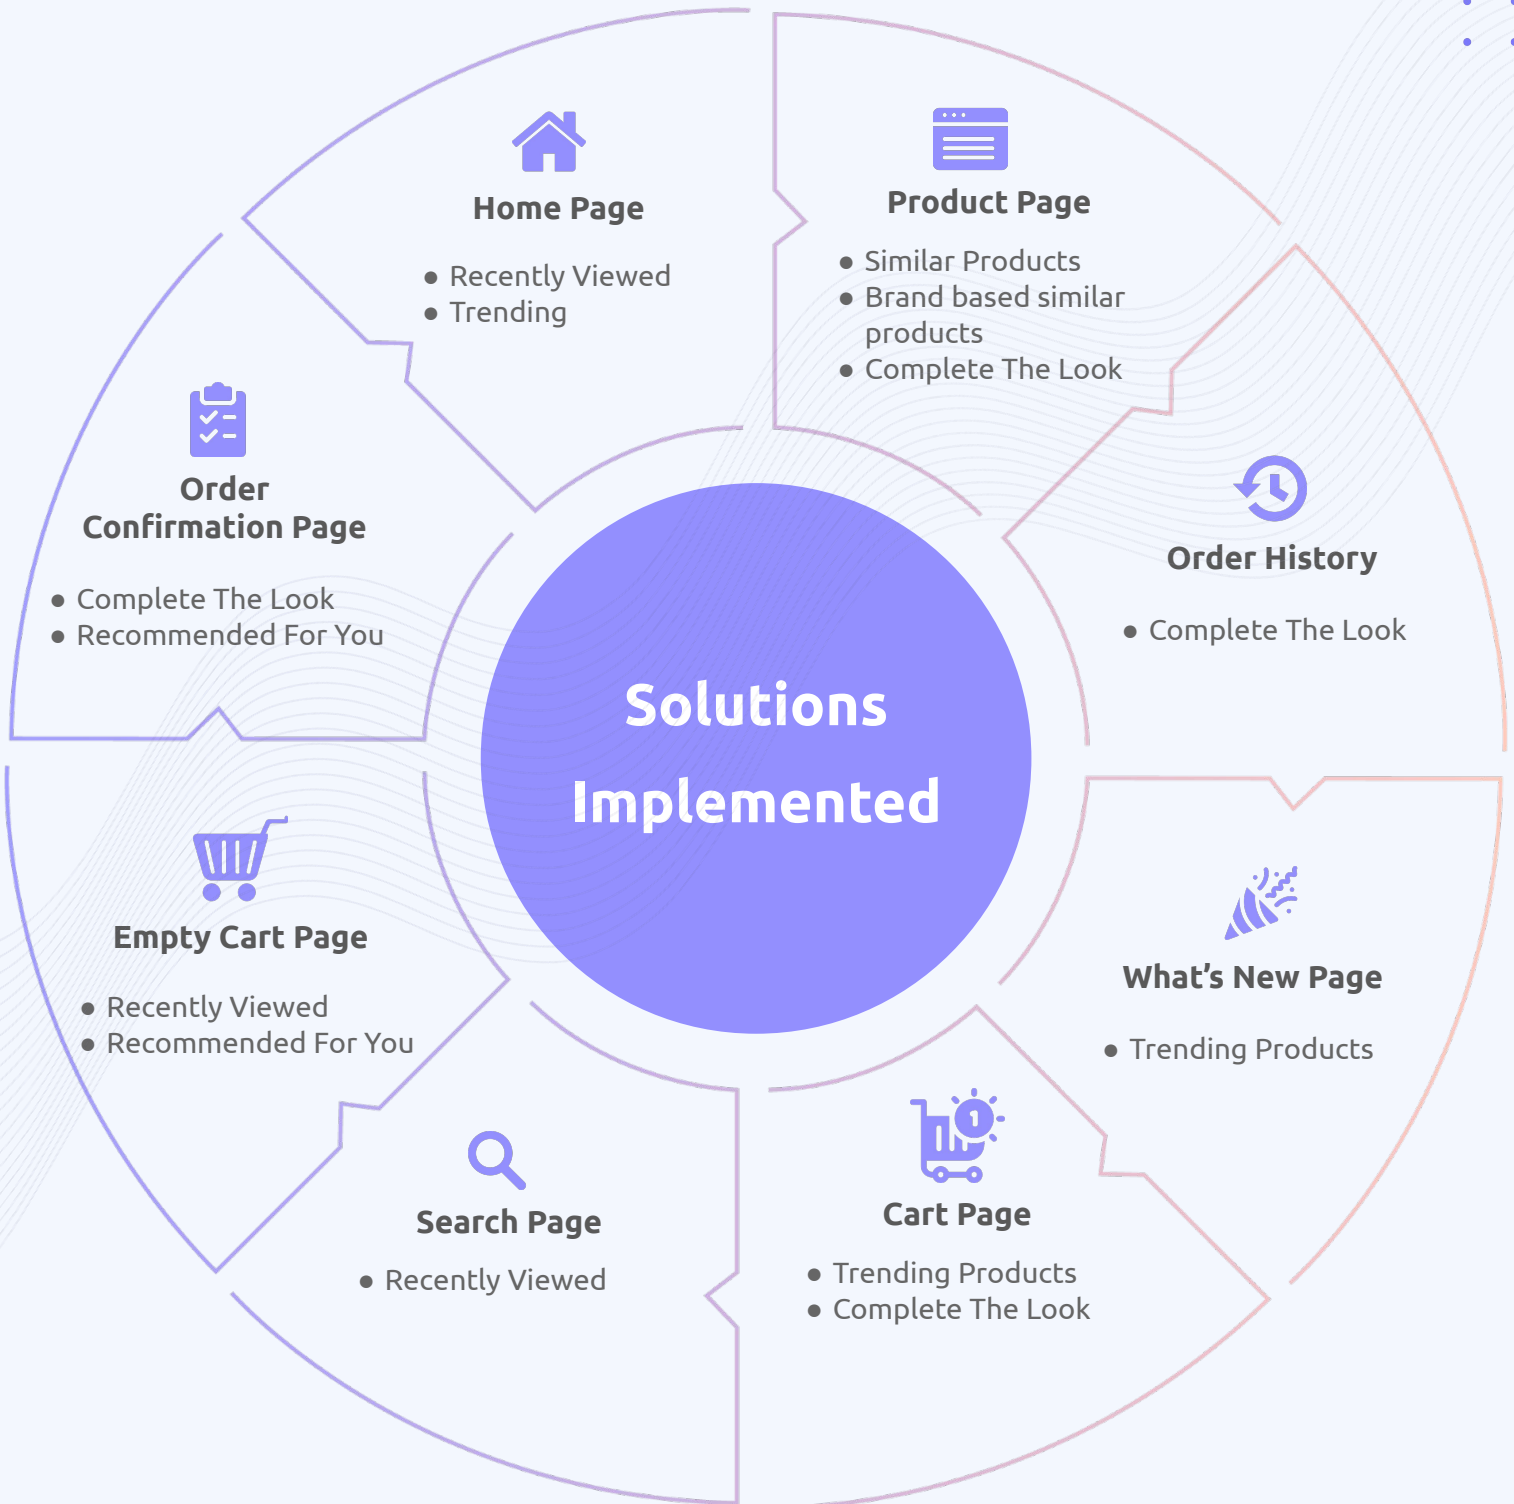 Home Page
● Recently Viewed
● Trending
Product Page
● Similar Products
● Brand based similar
products
● Complete The Look
Order History
● Complete The Look
What’s New Page
● Trending Products
1
Cart Page
● Trending Products
● Complete The Look
Search Page
● Recently Viewed
Empty Cart Page
● Recently Viewed
● Recommended For You
Order
Confirmation Page
● Complete The Look
● Recommended For You
Solutions
Implemented